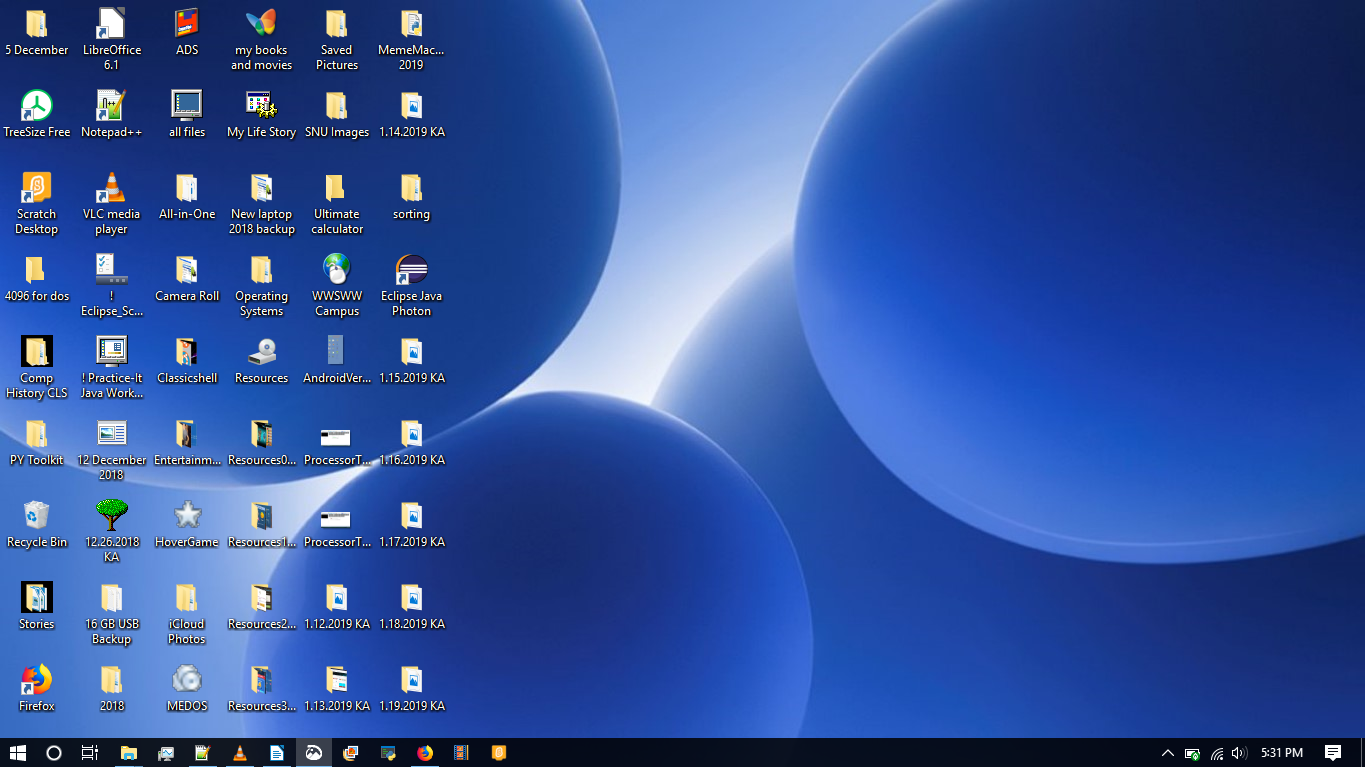 5 December
LibreOffice
6.1
ADS
my books
and movies
Saved
Pictures
MemeMac...
2019
TreeSize Free
Notepad++
all files
My Life Story
SNU Images
1.14.2019 KA
Scratch
Desktop
VLC media
player
All-in-One
New laptop
2018 backup
Ultimate
calculator
sorting
4096 for dos
!
Eclipse_Sc...
Camera Roll
Operating
Systems
WWSWW
Campus
Eclipse Java
Photon
Comp
History CLS
! Practice-It
Java Work...
Classicshell
Resources
AndroidVer...
1.15.2019 KA
PY Toolkit
12 December
2018
Entertainm...
Resources0...
ProcessorT...
1.16.2019 KA
Recycle Bin
12.26.2018
KA
HoverGame
Resources1...
ProcessorT...
1.17.2019 KA
Stories
16 GB USB
Backup
iCloud
Photos
Resources2...
1.12.2019 KA
1.18.2019 KA
Firefox
2018
MEDOS
Resources3...
1.13.2019 KA
1.19.2019 KA
5:31 PM